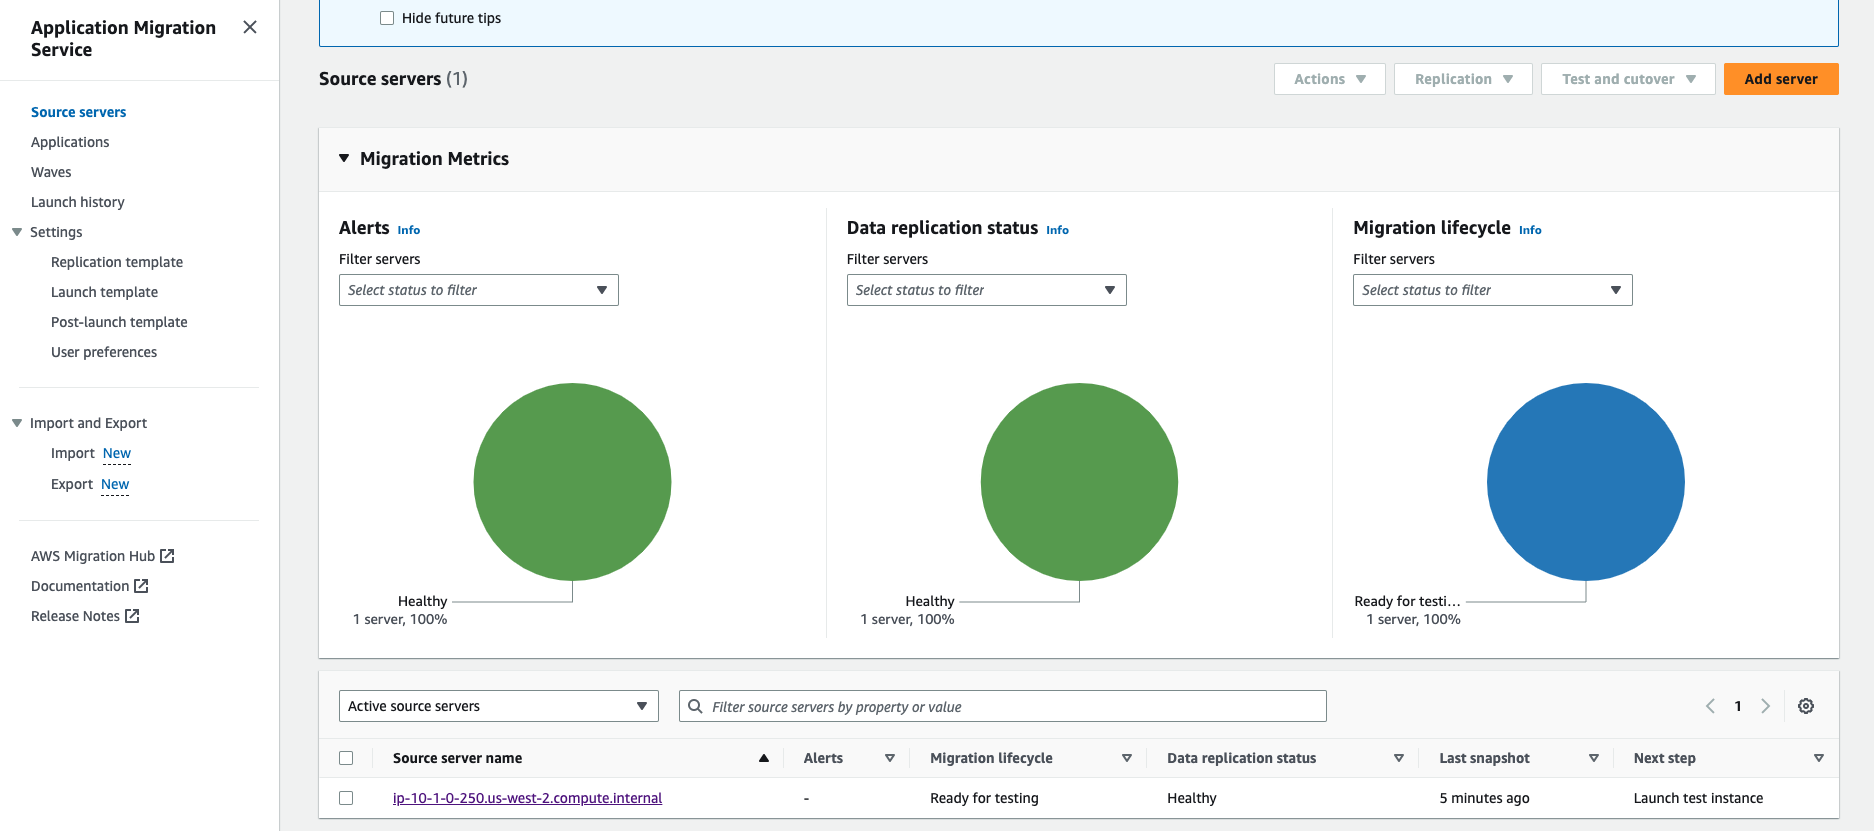 Application Migration
Service
Source servers
Applications
Waves
Launch history
Settings
Replication template
Launch template
Post-launch template
User preferences
Import and Export
Import New
Export New
AWS Migration Hub
Documentation
Release Notes
Hide future tips
Source servers (1)
Actions
Replication
Test and cutover
Add server
Migration Metrics
Alerts Info
Filter servers
Select status to filter
Healthy
1 server, 100%
Data replication status Info
Filter servers
Select status to filter
Healthy
1 server, 100%
Migration lifecycle Info
Filter servers
Select status to filter
Ready for testi...
1 server, 100%
Active source servers
Filter source servers by property or value
1
Source server name Alerts Migration lifecycle Data replication status Last snapshot Next step
ip-10-1-0-250.us-west-2.compute.internal - Ready for testing Healthy 5 minutes ago Launch test instance